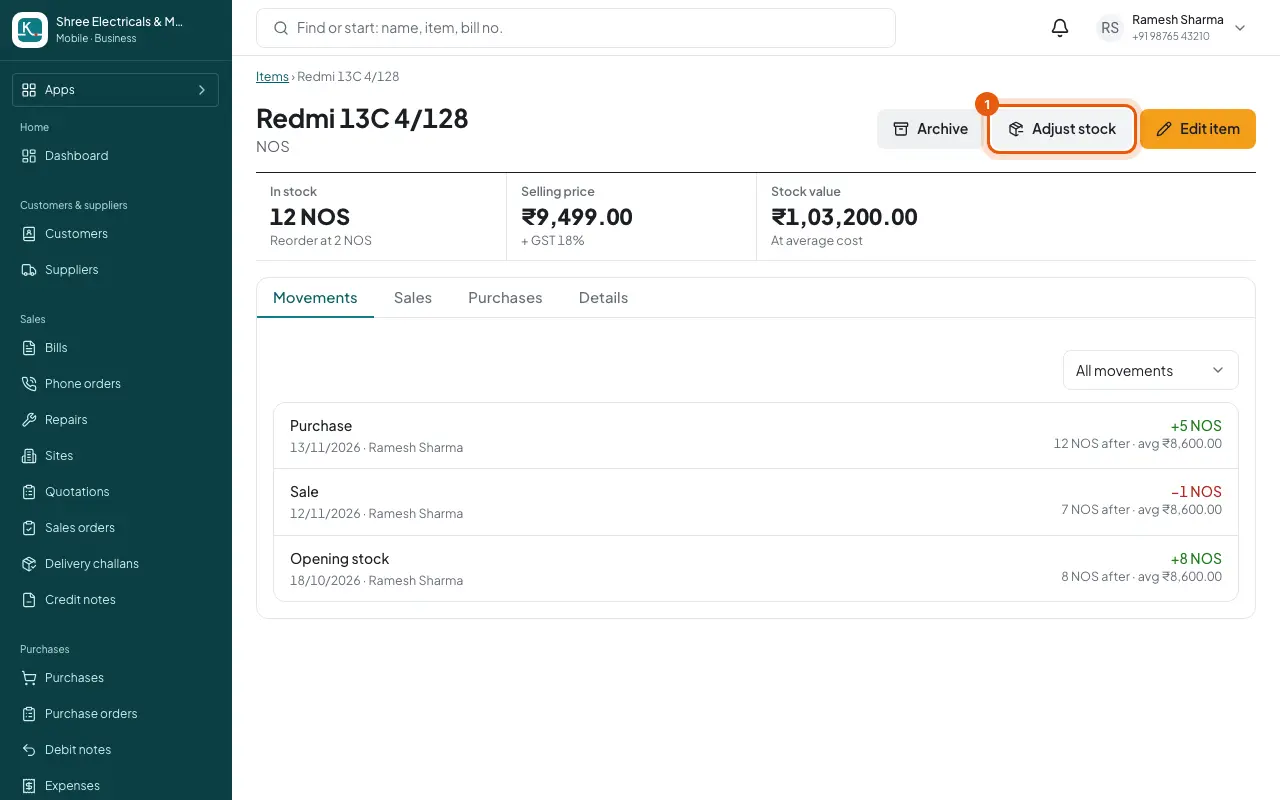 Shree Electricals & M...
Mobile · Business
Apps
Home
Dashboard
Customers & suppliers
Customers
Suppliers
Sales
Bills
Phone orders
Repairs
Sites
Quotations
Sales orders
Delivery challans
Credit notes
Purchases
Purchases
Purchase orders
Debit notes
Expenses
Find or start: name, item, bill no.
RS
Ramesh Sharma
+91 98765 43210
Items › Redmi 13C 4/128
Redmi 13C 4/128
NOS
Archive
1
Adjust stock
Edit item
In stock
12 NOS
Reorder at 2 NOS
Selling price
₹9,499.00
+ GST 18%
Stock value
₹1,03,200.00
At average cost
Movements Sales Purchases Details
All movements
Purchase +5 NOS
13/11/2026 · Ramesh Sharma 12 NOS after · avg ₹8,600.00
Sale −1 NOS
12/11/2026 · Ramesh Sharma 7 NOS after · avg ₹8,600.00
Opening stock +8 NOS
18/10/2026 · Ramesh Sharma 8 NOS after · avg ₹8,600.00